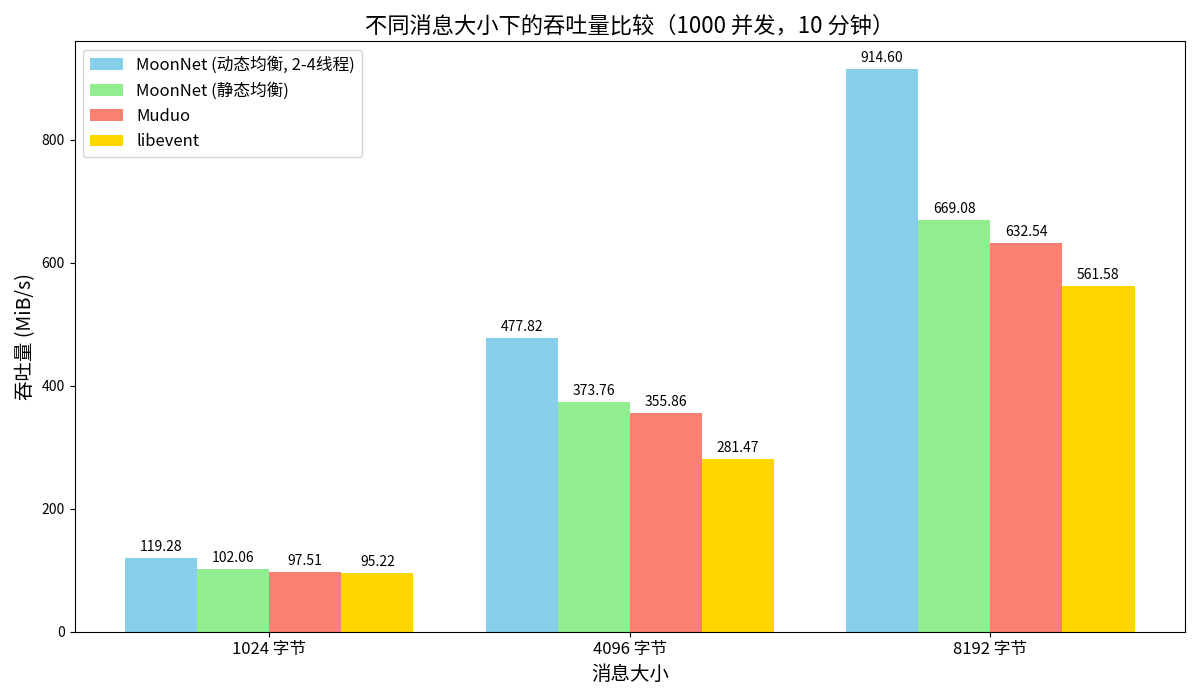 不同消息大小下的吞吐量比较（1000 并发，10 分钟）
MoonNet (动态均衡, 2-4线程)
MoonNet (静态均衡)
Muduo
libevent
吞吐量 (MiB/s)
800
600
400
200
0
119.28
102.06
97.51
95.22
477.82
373.76
355.86
281.47
914.60
669.08
632.54
561.58
1024 字节
4096 字节
8192 字节
消息大小